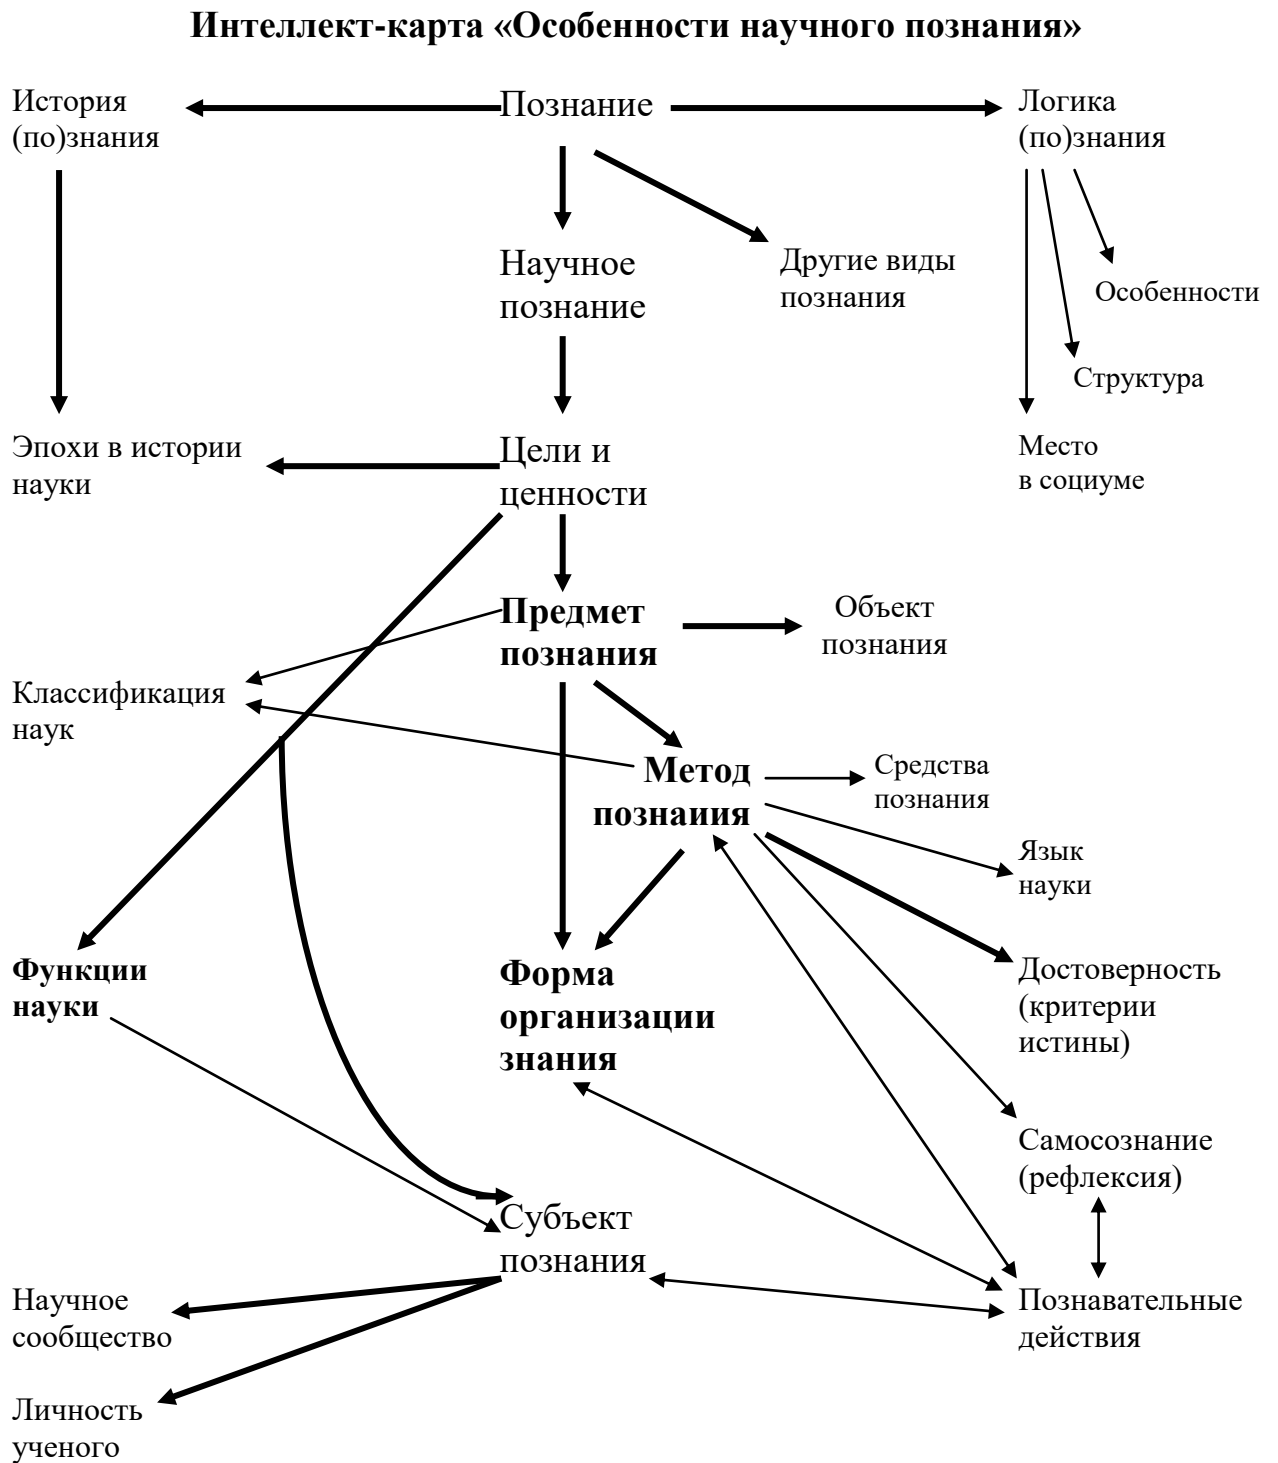 Интеллект-карта «Особенности научного познания»
История
(по)знания
Познание
Логика
(по)знания
Научное
познание
Другие виды
познания
Особенности
Структура
Эпохи в истории
науки
Цели и
ценности
Место
в социуме
Предмет
познания
Объект
познания
Классификация
наук
Метод
познаиия
Средства
познания
Язык
науки
Функции
науки
Форма
организации
знания
Достоверность
(критерии
истины)
Самосознание
(рефлексия)
Субъект
познания
Научное
сообщество
Познавательные
действия
Личность
ученого